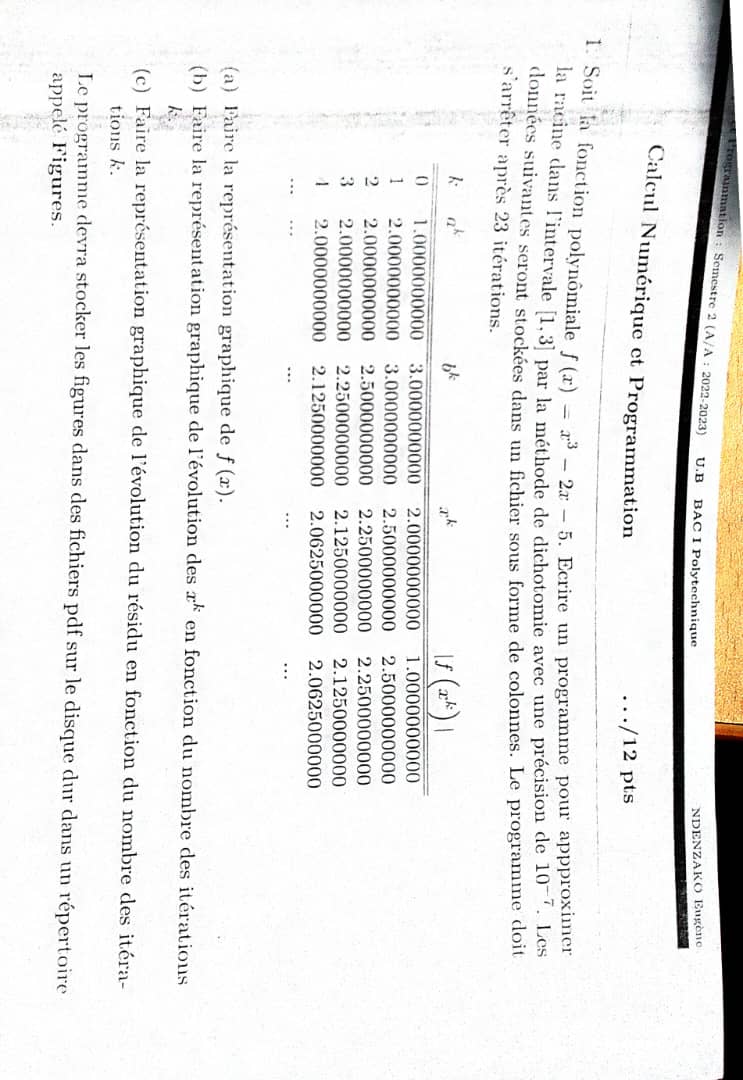 Programmation : Semestre 2 (A/A : 2022-2023) U.B BAC I Polytechnique NDENZAKO Eugène
Calcul Numérique et Programmation .../12 pts
1. Soit la fonction polynômiale f (x) = x³ − 2x − 5. Ecrire un programme pour appproximer
la racine dans l'intervale [1, 3] par la méthode de dichotomie avec une précision de 10⁻⁷. Les
données suivantes seront stockées dans un fichier sous forme de colonnes. Le programme doit
s'arrêter après 23 itérations.
k aᵏ bᵏ xᵏ |f (xᵏ) |
0 1.0000000000 3.0000000000 2.0000000000 1.0000000000
1 2.0000000000 3.0000000000 2.5000000000 2.5000000000
2 2.0000000000 2.5000000000 2.2500000000 2.2500000000
3 2.0000000000 2.2500000000 2.1250000000 2.1250000000
4 2.0000000000 2.1250000000 2.0625000000 2.0625000000
... ... ... ... ...
(a) Faire la représentation graphique de f (x).
(b) Faire la représentation graphique de l'évolution des xᵏ en fonction du nombre des itérations
k.
(c) Faire la représentation graphique de l'évolution du résidu en fonction du nombre des itéra-
tions k.
Le programme devra stocker les figures dans des fichiers pdf sur le disque dur dans un répertoire
appelé Figures.